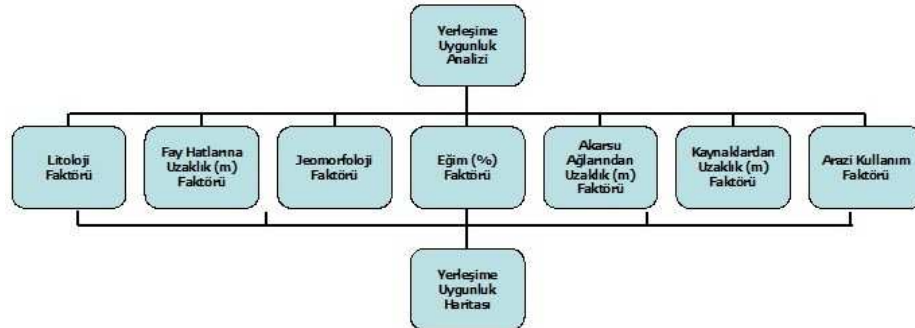 Yerleşime
Uygunluk
Analizi
Litoloji
Faktörü
Fay Hatlarına
Uzaklık (m)
Faktörü
Jeomorfoloji
Faktörü
Eğim (%)
Faktörü
Akarsu
Ağlarından
Uzaklık (m)
Faktörü
Kaynaklardan
Uzaklık (m)
Faktörü
Arazi Kullanım
Faktörü
Yerleşime
Uygunluk
Haritası